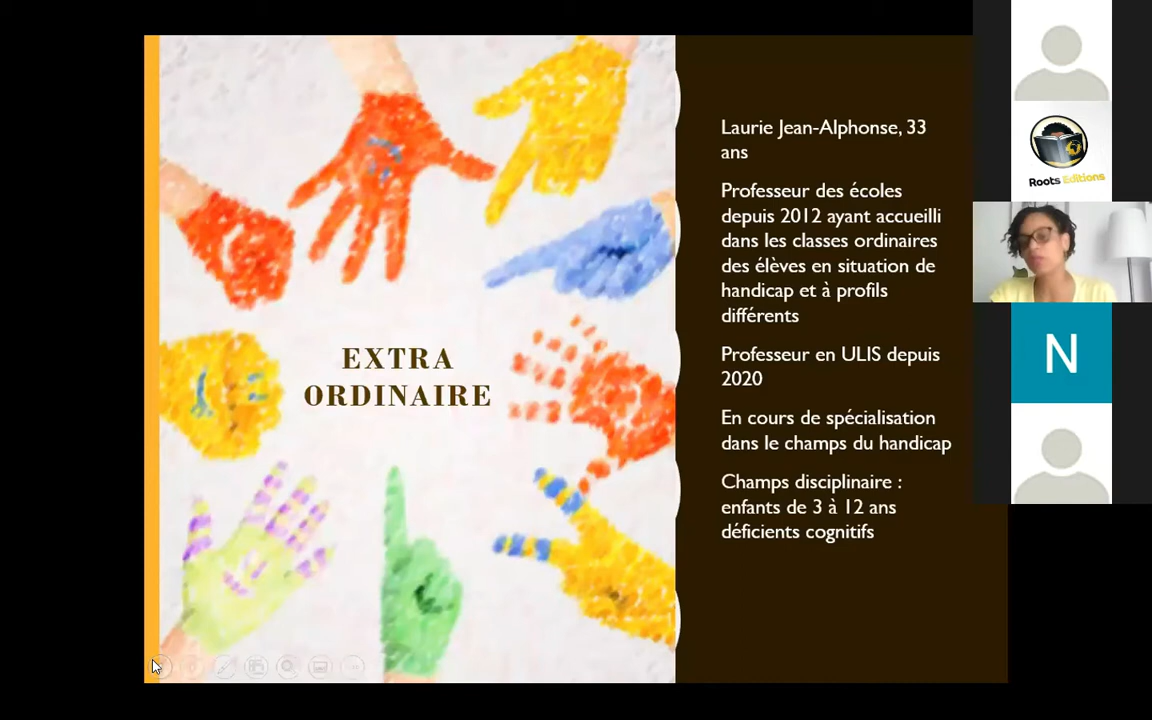 EXTRA
ORDINAIRE
Laurie Jean-Alphonse, 33
ans
Professeur des écoles
depuis 2012 ayant accueilli
dans les classes ordinaires
des élèves en situation de
handicap et à profils
différents
Professeur en ULIS depuis
2020
En cours de spécialisation
dans le champs du handicap
Champs disciplinaire :
enfants de 3 à 12 ans
déficients cognitifs
Roots Editions
N